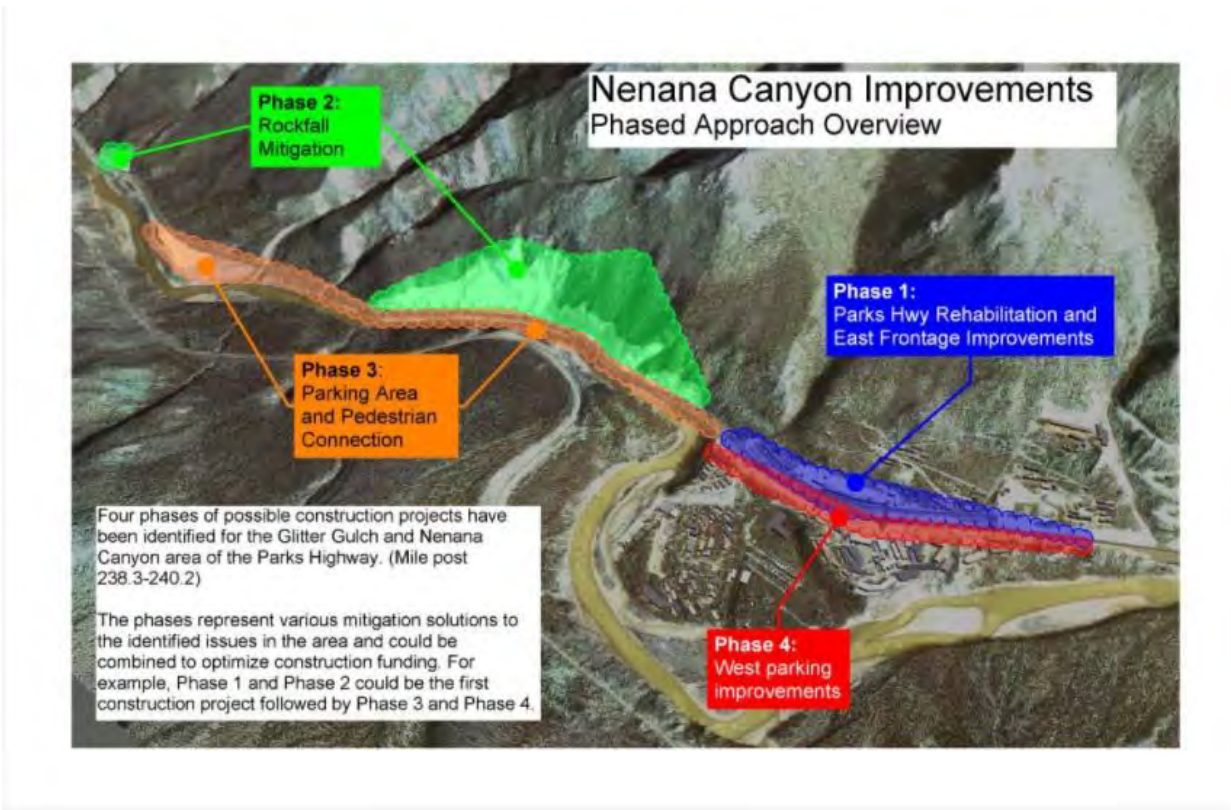 Nenana Canyon Improvements
Phased Approach Overview
Phase 2:
Rockfall
Mitigation
Phase 1:
Parks Hwy Rehabilitation and
East Frontage Improvements
Phase 3:
Parking Area
and Pedestrian
Connection
Four phases of possible construction projects have
been identified for the Glitter Gulch and Nenana
Canyon area of the Parks Highway. (Mile post
238.3-240.2)
The phases represent various mitigation solutions to
the identified issues in the area and could be
combined to optimize construction funding. For
example, Phase 1 and Phase 2 could be the first
construction project followed by Phase 3 and Phase 4.
Phase 4:
West parking
improvements